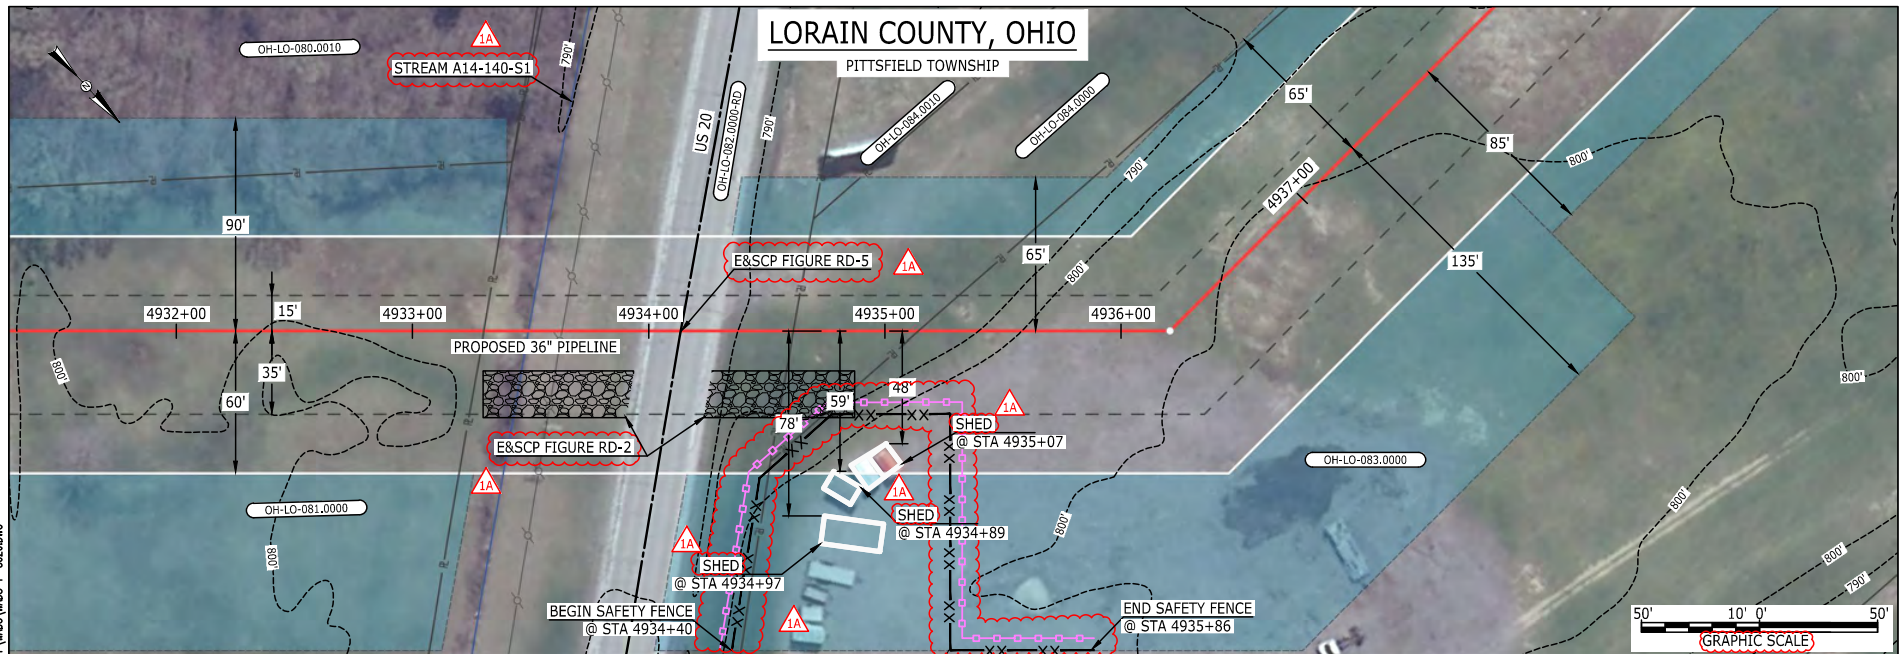 LORAIN COUNTY, OHIO
PITTSFIELD TOWNSHIP
OH-LO-080.0010
1A
STREAM A14-140-S1
790'
N
US 20
OH-LO-082.0000-RD
790'
OH-LO-084.0010
OH-LO-084.0000
65'
85'
800'
790'
4937+00
90'
E&SCP FIGURE RD-5
1A
65'
800'
135'
15'
4932+00
4933+00
4934+00
4935+00
4936+00
PROPOSED 36" PIPELINE
800'
35'
60'
48'
59'
78'
1A
SHED
@ STA 4935+07
800'
E&SCP FIGURE RD-2
1A
OH-LO-083.0000
1A
SHED
@ STA 4934+89
OH-LO-081.0000
800'
800'
800'
1A
SHED
@ STA 4934+97
800'
790'
BEGIN SAFETY FENCE
@ STA 4934+40
1A
END SAFETY FENCE
@ STA 4935+86
50'
10'
0'
50'
GRAPHIC SCALE